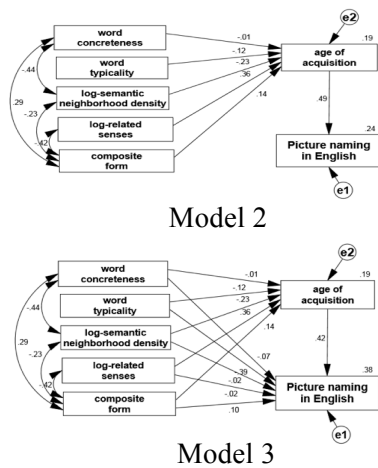 e2
.19
word
concreteness
-.01
age of
acquisition
-.12
word
typicality
-.23
-.44
.36
log-semantic
neighborhood density
.29
.14
-.23
log-related
senses
.49
-.42
composite
form
.24
Picture naming
in English
e1
Model 2
e2
.19
word
concreteness
-.01
age of
acquisition
-.12
word
typicality
-.23
-.44
.36
log-semantic
neighborhood density
.14
.29
-.07
.42
-.23
-.39
log-related
senses
-.02
.38
-.42
-.02
Picture naming
in English
composite
form
.10
e1
Model 3